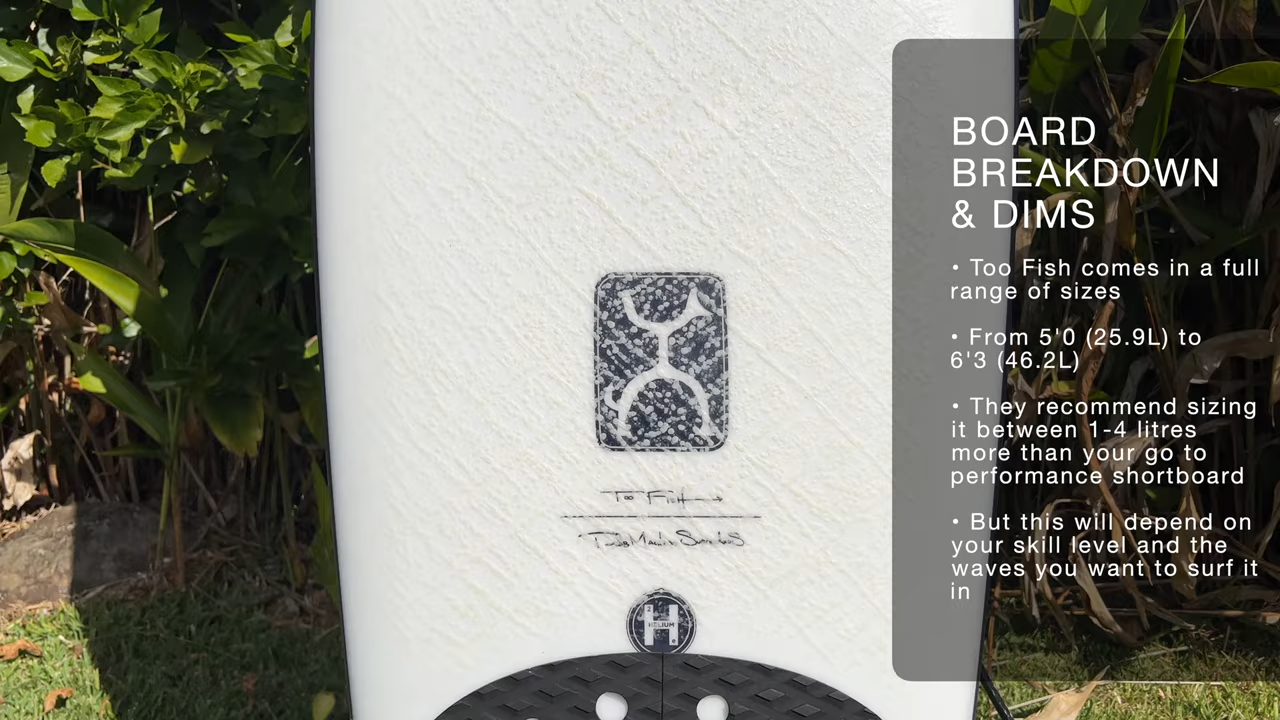 BOARD
BREAKDOWN
& DIMS
• Too Fish comes in a full
range of sizes
• From 5'0 (25.9L) to
6'3 (46.2L)
• They recommend sizing
it between 1-4 litres
more than your go to
performance shortboard
• But this will depend on
your skill level and the
waves you want to surf it
in
Too Fish
H
HELIUM